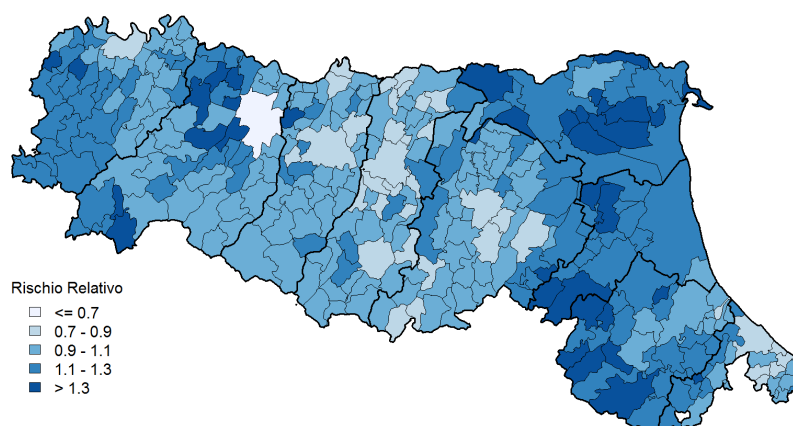 Rischio Relativo
<= 0.7
0.7 - 0.9
0.9 - 1.1
1.1 - 1.3
> 1.3